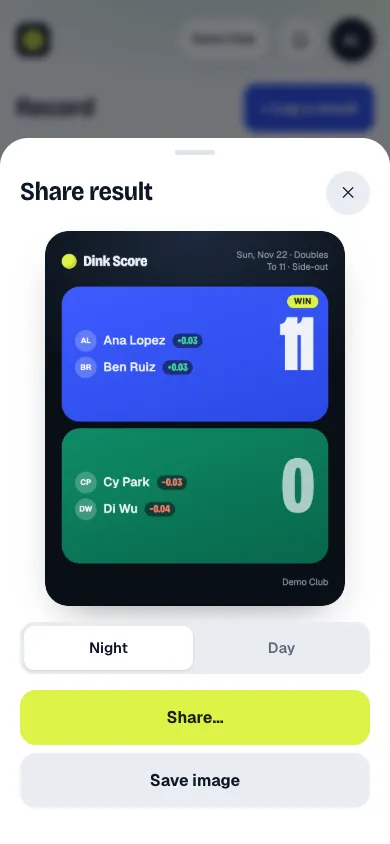 Record
Share result
Dink Score
Sun, Nov 22 · Doubles
To 11 · Side-out
WIN
AL Ana Lopez +0.03
BR Ben Ruiz +0.03
11
CP Cy Park -0.03
DW Di Wu -0.04
0
Demo Club
Night
Day
Share...
Save image